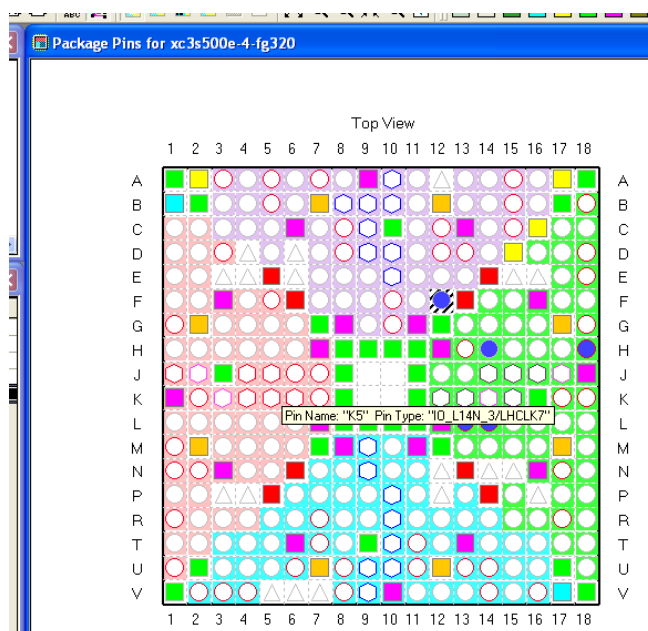 ABC
Package Pins for xc3s500e-4-fg320
Top View
1 2 3 4 5 6 7 8 9 10 11 12 13 14 15 16 17 18
A A
B B
C C
D D
E E
F F
G G
H H
J J
K K
Pin Name: "K5" Pin Type: "IO_L14N_3/LHCLK7"
L L
M M
N N
P P
R R
T T
U U
V V
1 2 3 4 5 6 7 8 9 10 11 12 13 14 15 16 17 18